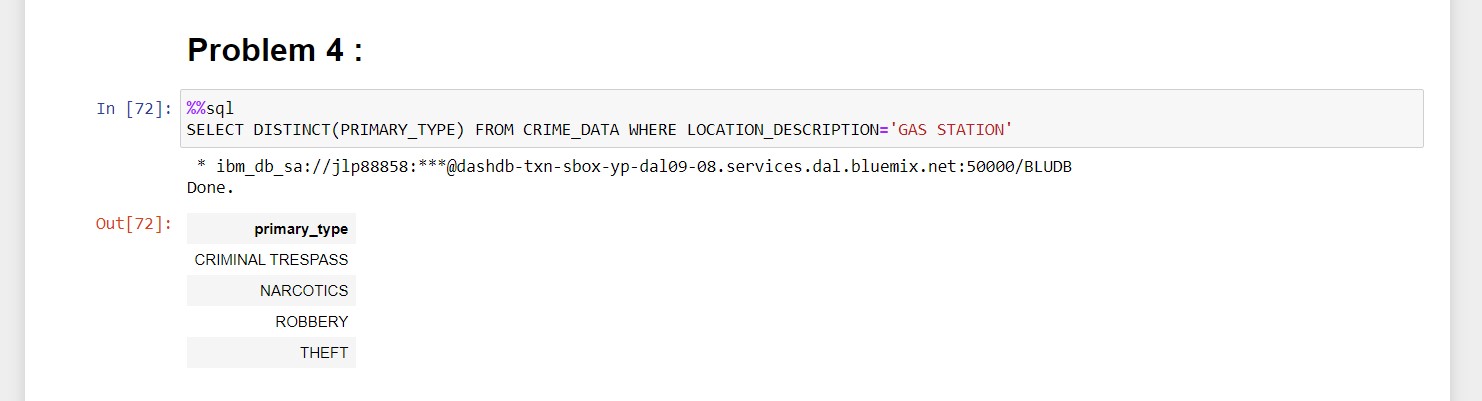 Problem 4 :
In [72]: %%sql
SELECT DISTINCT(PRIMARY_TYPE) FROM CRIME_DATA WHERE LOCATION_DESCRIPTION='GAS STATION'
* ibm_db_sa://jlp88858:***@dashdb-txn-sbox-yp-dal09-08.services.dal.bluemix.net:50000/BLUDB
Done.
Out[72]:
primary_type
CRIMINAL TRESPASS
NARCOTICS
ROBBERY
THEFT